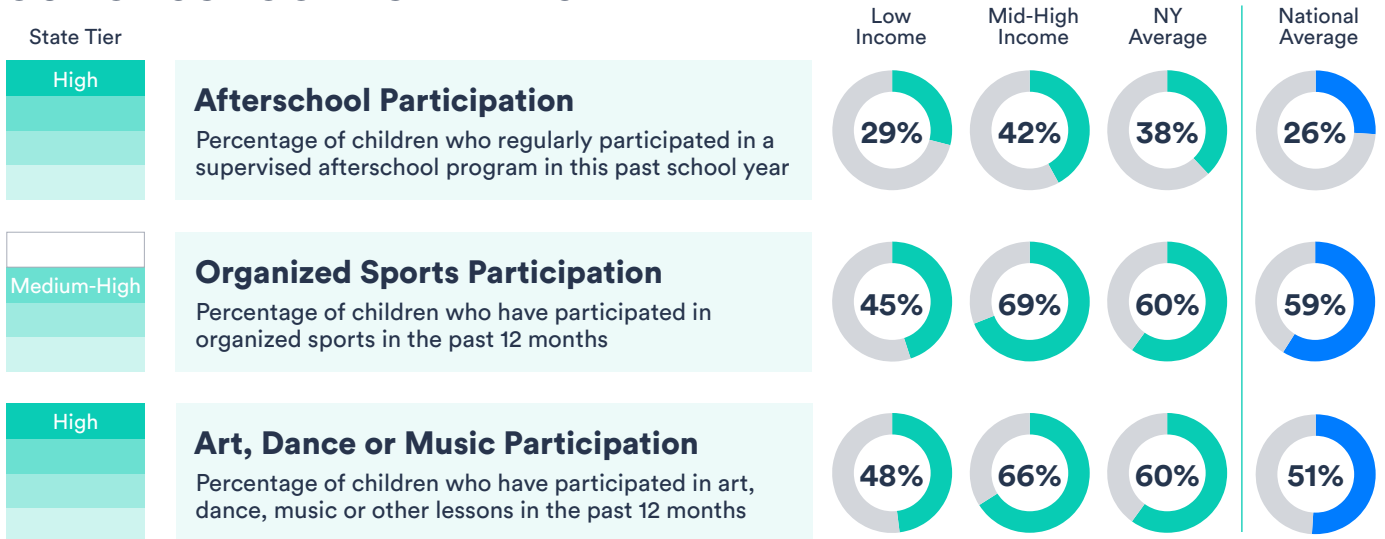 State Tier
Low
Income
Mid-High
Income
NY
Average
National
Average
High
Afterschool Participation
Percentage of children who regularly participated in a
supervised afterschool program in this past school year
29%
42%
38%
26%
Medium-High
Organized Sports Participation
Percentage of children who have participated in
organized sports in the past 12 months
45%
69%
60%
59%
High
Art, Dance or Music Participation
Percentage of children who have participated in art,
dance, music or other lessons in the past 12 months
48%
66%
60%
51%